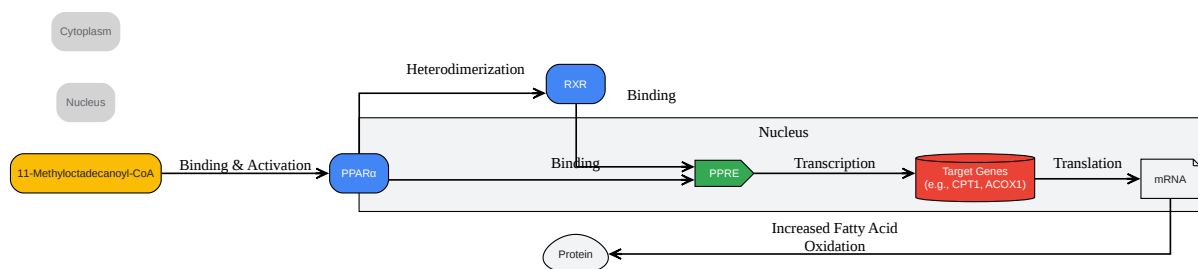 Cytoplasm
Heterodimerization
RXR
Binding
Nucleus
Nucleus
11-Methyloctadecanoyl-CoA
Binding & Activation
PPARα
Binding
PPRE
Transcription
Target Genes
(e.g., CPT1, ACOX1)
Translation
mRNA
Increased Fatty Acid
Oxidation
Protein